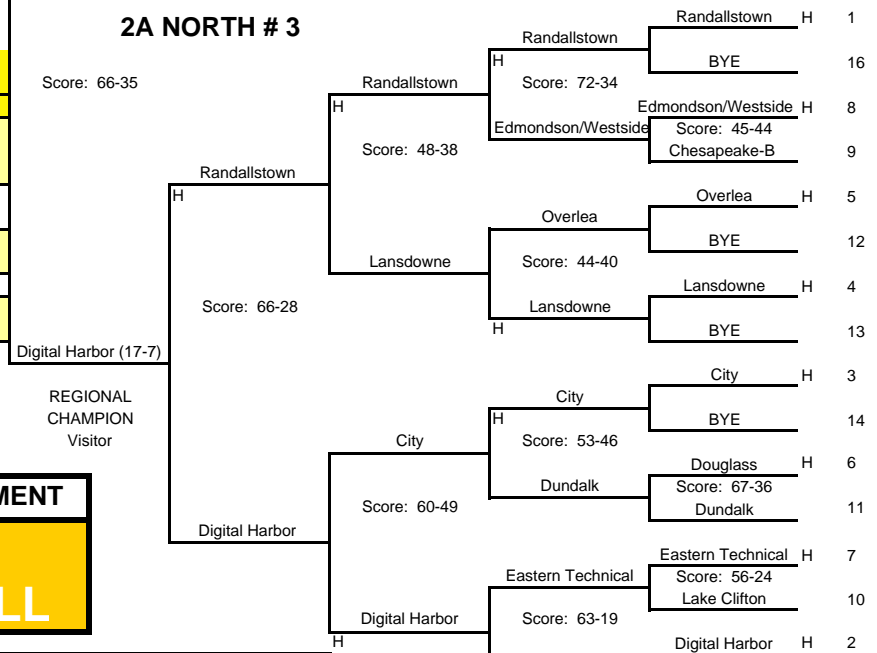 2A NORTH # 3
Randallstown H 1
Randallstown
BYE 16
H
Score: 66-35
Randallstown
Score: 72-34
H
Edmondson/Westside H 8
Edmondson/Westside
Score: 45-44
Chesapeake-B 9
Score: 48-38
Randallstown
H
Overlea H 5
Overlea
BYE 12
Lansdowne
Score: 44-40
Lansdowne H 4
Lansdowne
H
BYE 13
Score: 66-28
Digital Harbor (17-7)
REGIONAL
CHAMPION
Visitor
City H 3
City
H
BYE 14
City
Score: 53-46
Douglass H 6
Dundalk
Score: 67-36
Dundalk 11
Score: 60-49
Digital Harbor
MENT
LL
Eastern Technical H 7
Eastern Technical
Score: 56-24
Lake Clifton 10
Digital Harbor
Score: 63-19
H
Digital Harbor H 2